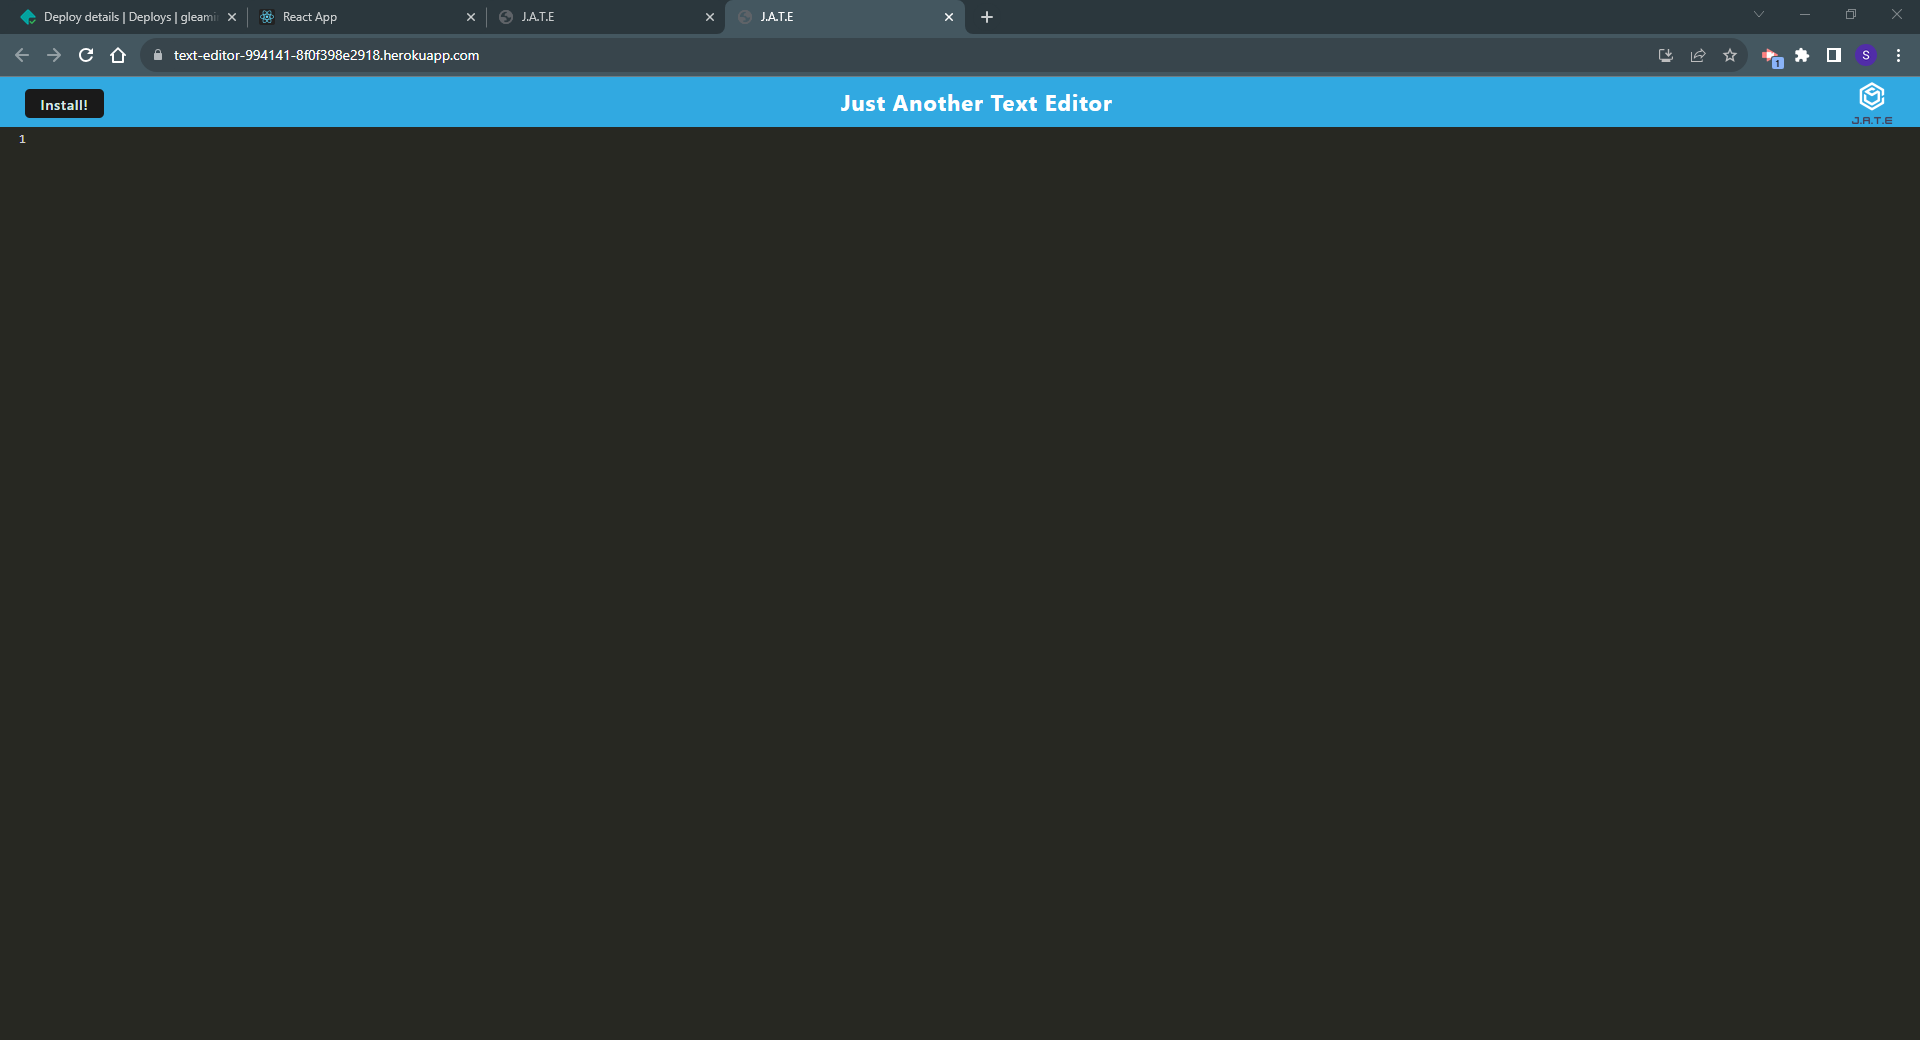 Deploy details | Deploys | gleami
React App
J.A.T.E
J.A.T.E
text-editor-994141-8f0f398e2918.herokuapp.com
1
S
Install!
Just Another Text Editor
J.A.T.E
1